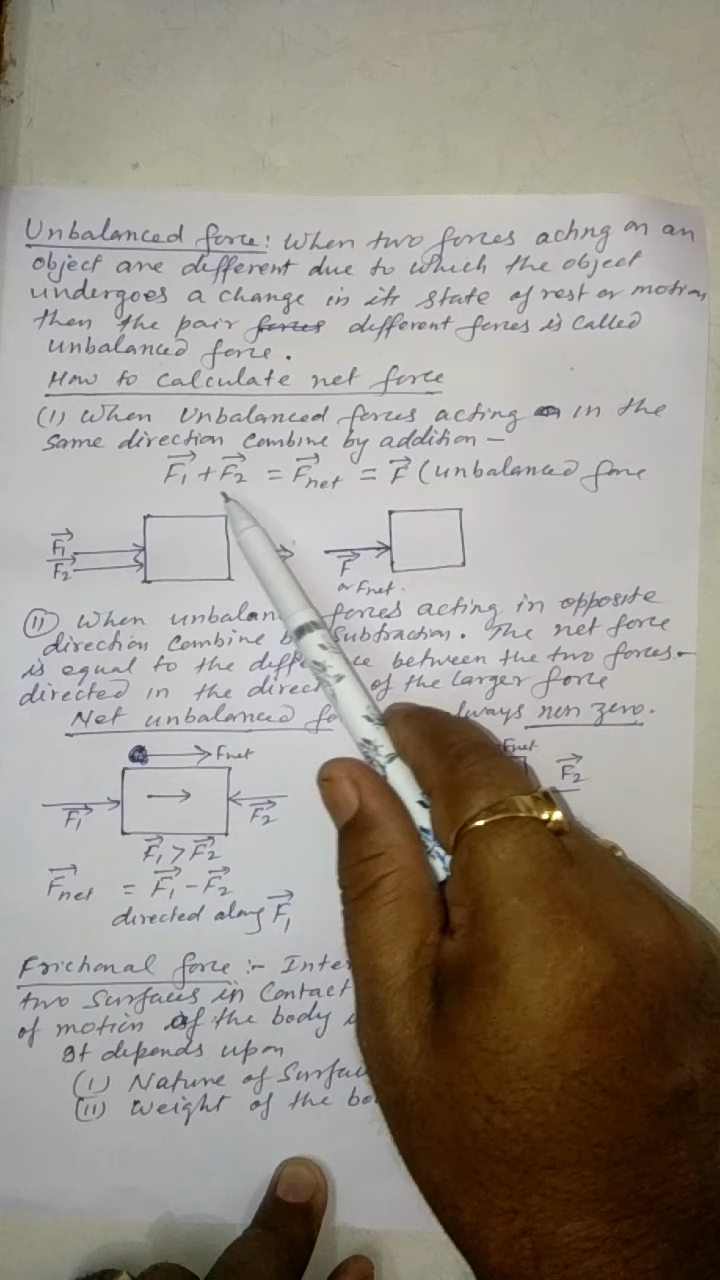 Unbalanced force: When two forces acting on an
object are different due to which the object
undergoes a change in its state of rest or motion
then the pair forces different forces is called
unbalanced force.
How to calculate net force
(1) When Unbalanced forces acting in the
same direction combine by addition —
F₁ + F₂ = Fnet = F (unbalanced force
F₁
F₂
F
or Fnet.
(II) When unbalan forces acting in opposite
direction combine b Subtraction. The net force
is equal to the diffe ce between the two forces-
directed in the direct of the larger force
Net unbalanced fo lways non zero.
Fnet
Fnet
F₁
F₂
F₂
F₁ > F₂
Fnet = F₁ - F₂
directed along F₁
Frictional force :- Inte
two Surfaces in Contact
of motion of the body
It depends upon
(I) Nature of Surfac
(II) Weight of the bo